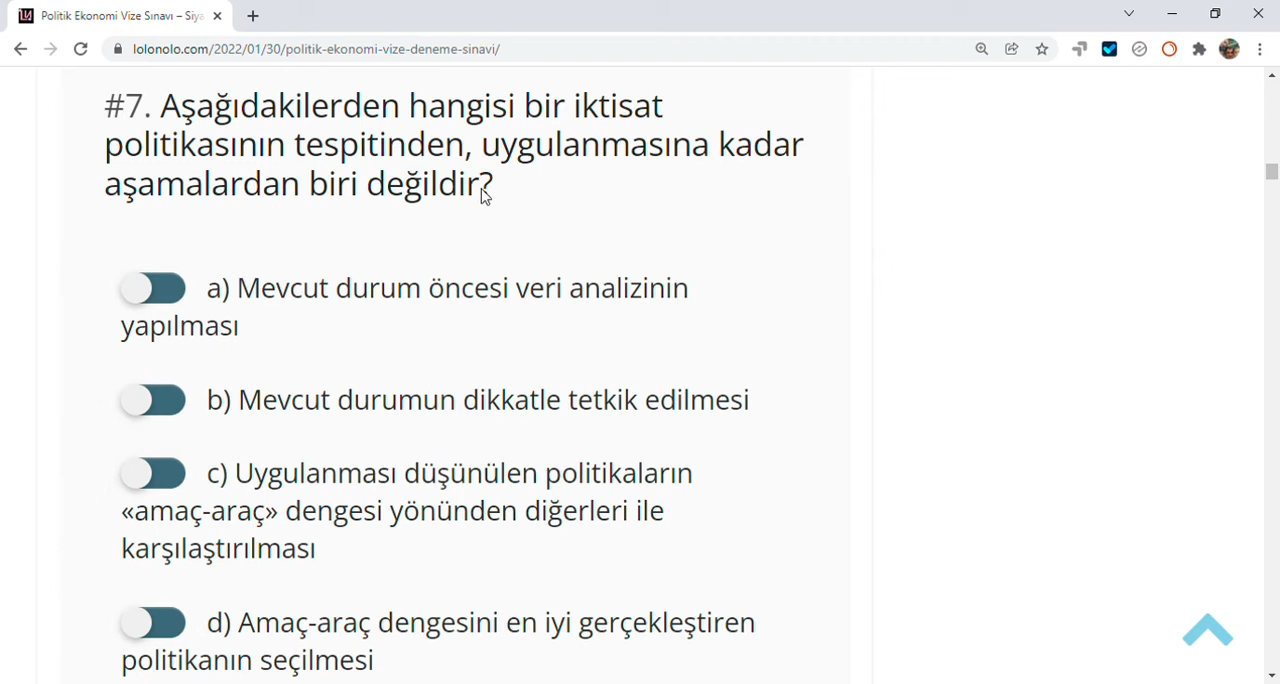 Politik Ekonomi Vize Sınavı – Siya
lolonolo.com/2022/01/30/politik-ekonomi-vize-deneme-sinavi/
#7. Aşağıdakilerden hangisi bir iktisat
politikasının tespitinden, uygulanmasına kadar
aşamalardan biri değildir?
a) Mevcut durum öncesi veri analizinin
yapılması
b) Mevcut durumun dikkatle tetkik edilmesi
c) Uygulanması düşünülen politikaların
«amaç-araç» dengesi yönünden diğerleri ile
karşılaştırılması
d) Amaç-araç dengesini en iyi gerçekleştiren
politikanın seçilmesi